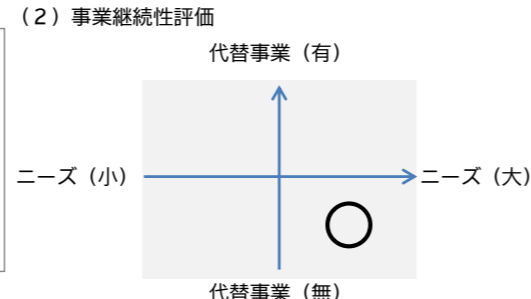 （2）事業継続性評価
代替事業（有）
ニーズ（小）
ニーズ（大）
代替事業（無）